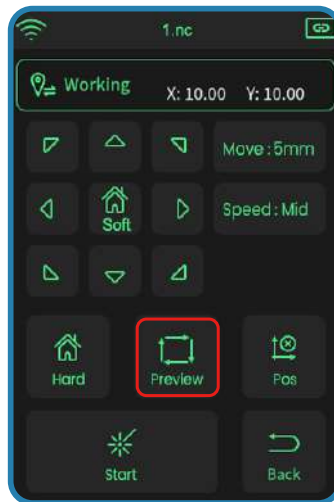 1.nc
Working X: 10.00 Y: 10.00
Move : 5mm
Soft Speed : Mid
Hard Preview Pos
Start Back